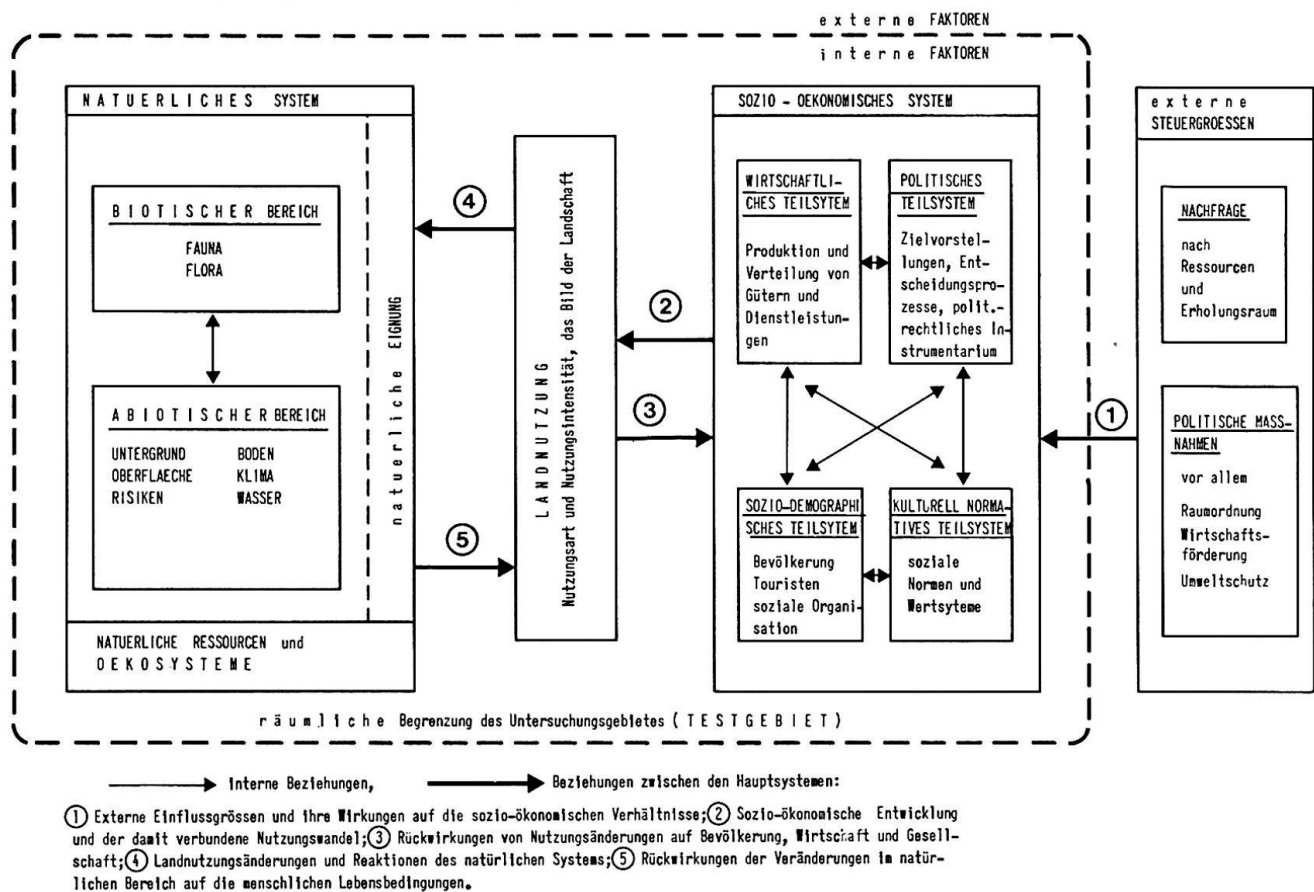 externe FAKTOREN
interne FAKTOREN
NATUERLICHES SYSTEM
BIOTISCHER BEREICH
FAUNA
FLORA
ABIOTISCHER BEREICH
UNTERGRUND BODEN
OBERFLAECHE KLIMA
RISIKEN WASSER
natuerliche EIGNUNG
NATUERLICHE RESSOURCEN und
OEKOSYSTEME
4
5
LANDNUTZUNG
Nutzungsart und Nutzungsintensität, das Bild der Landschaft
2
3
SOZIO - OEKONOMISCHES SYSTEM
WIRTSCHAFTLI-
CHES TEILSYTEM
Produktion und
Verteilung von
Gütern und
Dienstleistun-
gen
POLITISCHES
TEILSYSTEM
Zielvorstel-
lungen, Ent-
scheidungspro-
zesse, polit.-
rechtliches In-
strumentarium
SOZIO-DEMOGRAPHI
SCHES TEILSYTEM
Bevölkerung
Touristen
soziale Organi-
sation
KULTURELL NORMA-
TIVES TEILSYSTEM
soziale
Normen und
Wertsyteme
1
externe
STEUERGROESSEN
NACHFRAGE
nach
Ressourcen
und
Erholungsraum
POLITISCHE MASS-
NAHMEN
vor allem
Raumordnung
Wirtschafts-
förderung
Umweltschutz
räumliche Begrenzung des Untersuchungsgebietes (TESTGEBIET)
Interne Beziehungen, Beziehungen zwischen den Hauptsystemen:
1 Externe Einflussgrössen und ihre Wirkungen auf die sozio-ökonomischen Verhältnisse; 2 Sozio-ökonomische Entwicklung
und der damit verbundene Nutzungswandel; 3 Rückwirkungen von Nutzungsänderungen auf Bevölkerung, Wirtschaft und Gesell-
schaft; 4 Landnutzungsänderungen und Reaktionen des natürlichen Systems; 5 Rückwirkungen der Veränderungen im natür-
lichen Bereich auf die menschlichen Lebensbedingungen.